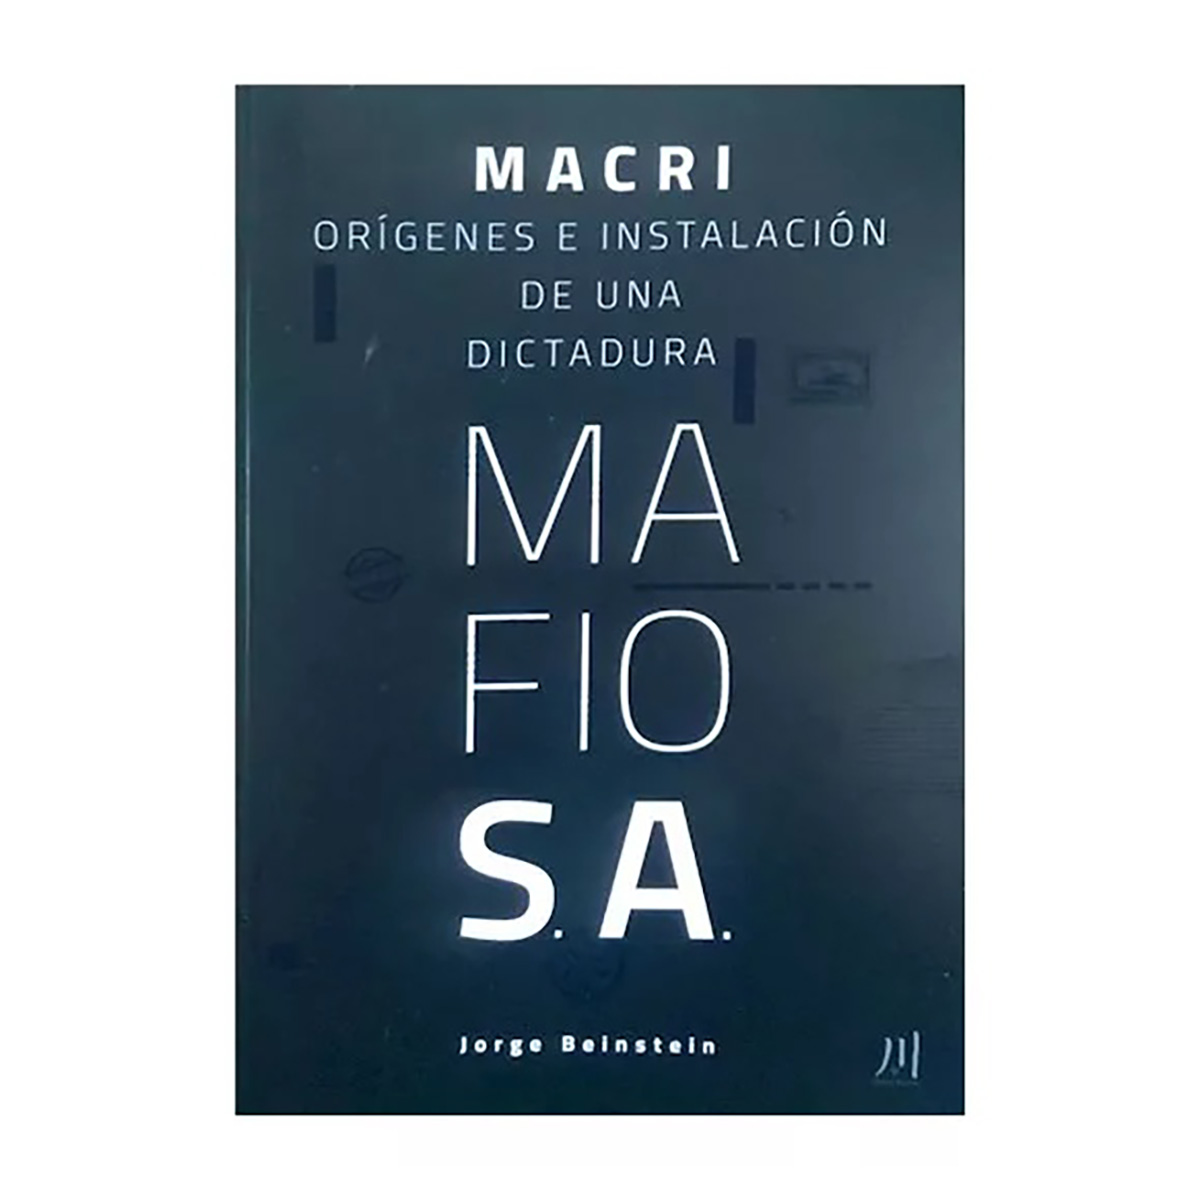 MACRI
ORÍGENES E INSTALACIÓN
DE UNA
DICTADURA
MA
FIO
S.A.
Jorge Beinstein